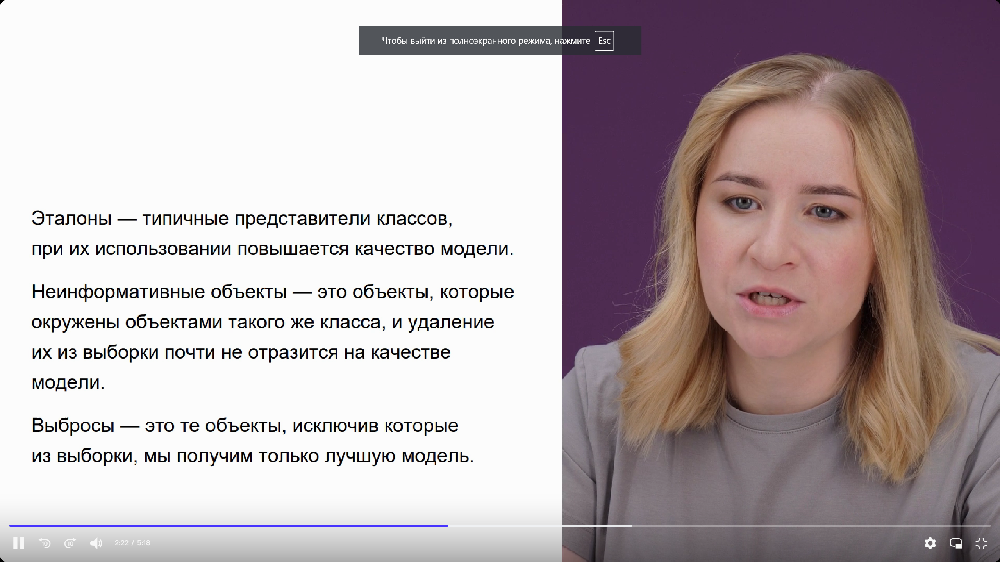 Чтобы выйти из полноэкранного режима, нажмите Esc
Эталоны — типичные представители классов,
при их использовании повышается качество модели.
Неинформативные объекты — это объекты, которые
окружены объектами такого же класса, и удаление
их из выборки почти не отразится на качестве
модели.
Выбросы — это те объекты, исключив которые
из выборки, мы получим только лучшую модель.
10 10 2:22 / 5:18